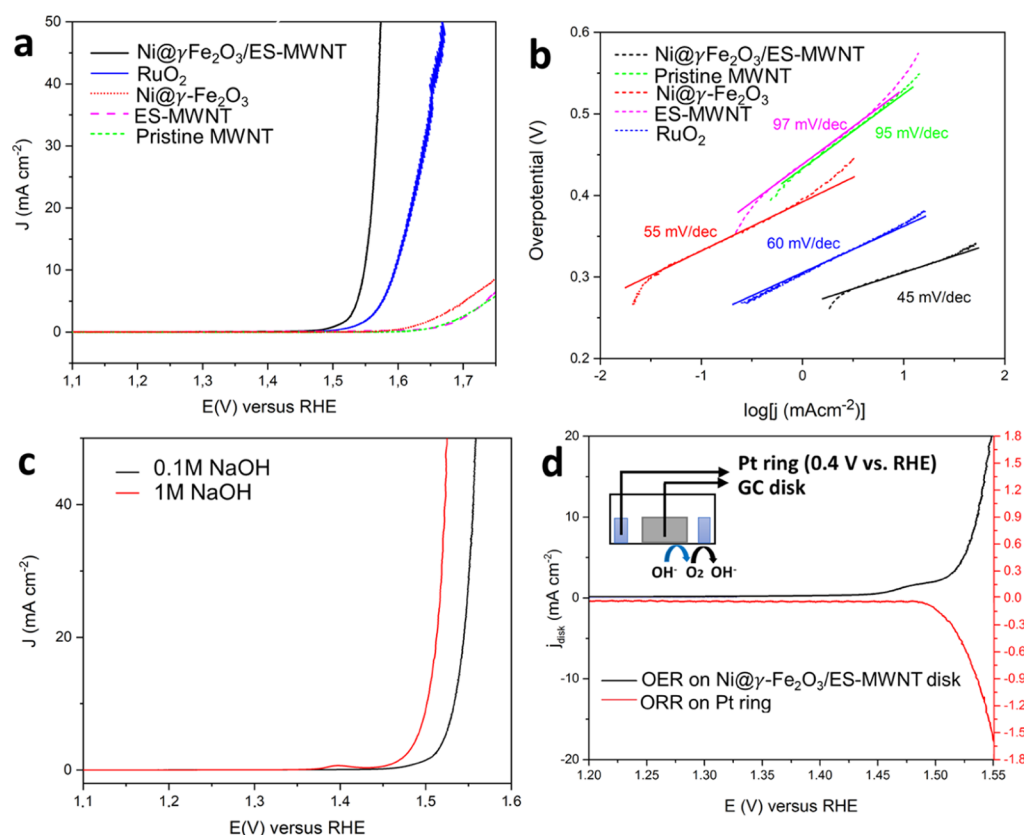 a
50
40
30
20
10
0
J (mA cm⁻²)
Ni@γFe₂O₃/ES-MWNT
RuO₂
Ni@γ-Fe₂O₃
ES-MWNT
Pristine MWNT
1,1 1,2 1,3 1,4 1,5 1,6 1,7
E(V) versus RHE
b
0.6
0.5
0.4
0.3
0.2
Overpotential (V)
Ni@γFe₂O₃/ES-MWNT
Pristine MWNT
Ni@γ-Fe₂O₃
ES-MWNT
RuO₂
97 mV/dec
95 mV/dec
55 mV/dec
60 mV/dec
45 mV/dec
-2 -1 0 1 2
log[j (mAcm⁻²)]
c
40
20
0
J (mA cm⁻²)
0.1M NaOH
1M NaOH
1.1 1.2 1.3 1.4 1.5 1.6
E(V) versus RHE
d
20
10
0
-10
-20
j disk (mA cm⁻²)
Pt ring (0.4 V vs. RHE)
GC disk
OH⁻ O₂ OH⁻
OER on Ni@γ-Fe₂O₃/ES-MWNT disk
ORR on Pt ring
1.8
1.5
1.2
0.9
0.6
0.3
0.0
-0.3
-0.6
-0.9
-1.2
-1.5
-1.8
1.20 1.25 1.30 1.35 1.40 1.45 1.50 1.55
E (V) versus RHE